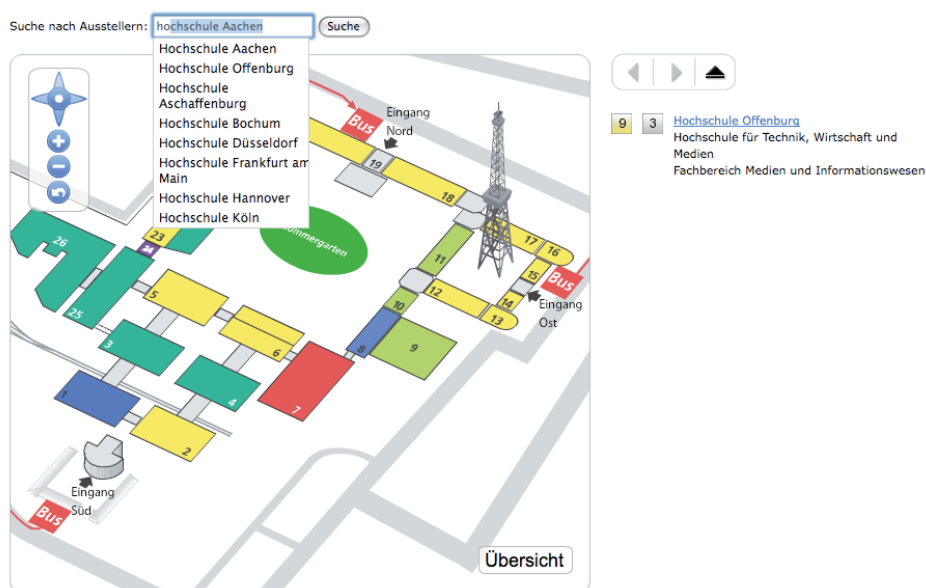 Suche nach Ausstellern: hochschule Aachen Suche
Hochschule Aachen
Hochschule Offenburg
Hochschule
Aschaffenburg
Hochschule Bochum
Hochschule Düsseldorf
Hochschule Frankfurt am
Main
Hochschule Hannover
Hochschule Köln
9 3 Hochschule Offenburg
Hochschule für Technik, Wirtschaft und
Medien
Fachbereich Medien und Informationswesen
Bus
Eingang
Nord
19
18
17
16
15
14
13
12
11
10
9
8
7
6
5
4
3
2
1
26
25
24
23
Sommergarten
Bus
Eingang
Ost
Eingang
Süd
Bus
Übersicht